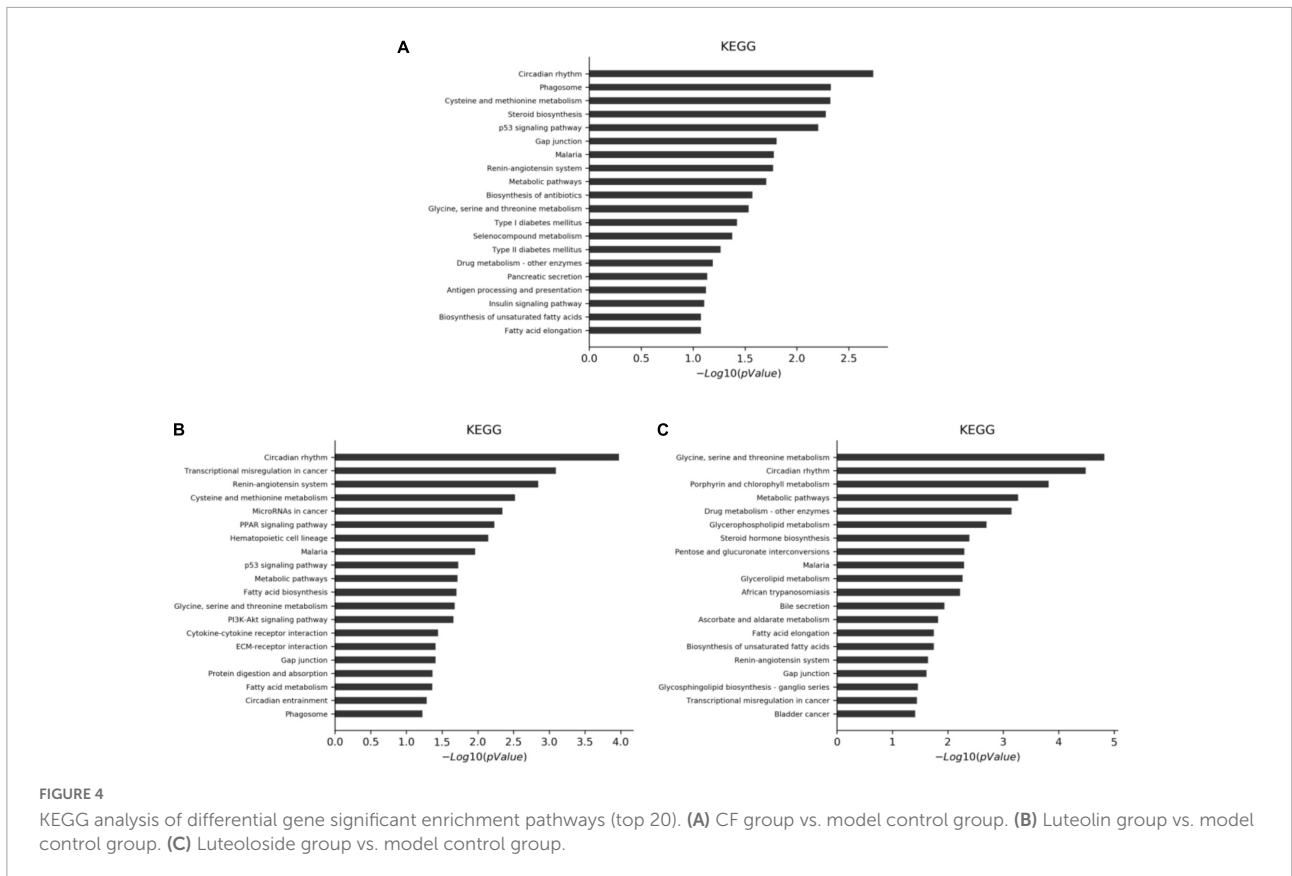 A
KEGG
Circadian rhythm
Phagosome
Cysteine and methionine metabolism
Steroid biosynthesis
p53 signaling pathway
Gap junction
Malaria
Renin-angiotensin system
Metabolic pathways
Biosynthesis of antibiotics
Glycine, serine and threonine metabolism
Type I diabetes mellitus
Selenocompound metabolism
Type II diabetes mellitus
Drug metabolism - other enzymes
Pancreatic secretion
Antigen processing and presentation
Insulin signaling pathway
Biosynthesis of unsaturated fatty acids
Fatty acid elongation
0.0 0.5 1.0 1.5 2.0 2.5
−Log10(pValue)
B
KEGG
Circadian rhythm
Transcriptional misregulation in cancer
Renin-angiotensin system
Cysteine and methionine metabolism
MicroRNAs in cancer
PPAR signaling pathway
Hematopoietic cell lineage
Malaria
p53 signaling pathway
Metabolic pathways
Fatty acid biosynthesis
Glycine, serine and threonine metabolism
PI3K-Akt signaling pathway
Cytokine-cytokine receptor interaction
ECM-receptor interaction
Gap junction
Protein digestion and absorption
Fatty acid metabolism
Circadian entrainment
Phagosome
0.0 0.5 1.0 1.5 2.0 2.5 3.0 3.5 4.0
−Log10(pValue)
C
KEGG
Glycine, serine and threonine metabolism
Circadian rhythm
Porphyrin and chlorophyll metabolism
Metabolic pathways
Drug metabolism - other enzymes
Glycerophospholipid metabolism
Steroid hormone biosynthesis
Pentose and glucuronate interconversions
Malaria
Glycerolipid metabolism
African trypanosomiasis
Bile secretion
Ascorbate and aldarate metabolism
Fatty acid elongation
Biosynthesis of unsaturated fatty acids
Renin-angiotensin system
Gap junction
Glycosphingolipid biosynthesis - ganglio series
Transcriptional misregulation in cancer
Bladder cancer
0 1 2 3 4 5
−Log10(pValue)
FIGURE 4
KEGG analysis of differential gene significant enrichment pathways (top 20). (A) CF group vs. model control group. (B) Luteolin group vs. model
control group. (C) Luteoloside group vs. model control group.